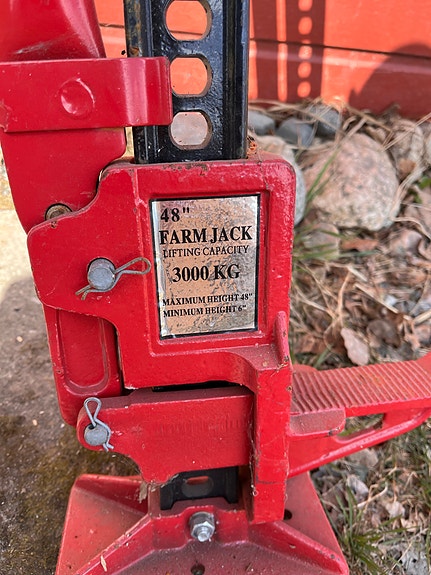 48"
FARM JACK
LIFTING CAPACITY
3000 KG
MAXIMUM HEIGHT 48"
MINIMUM HEIGHT 6"